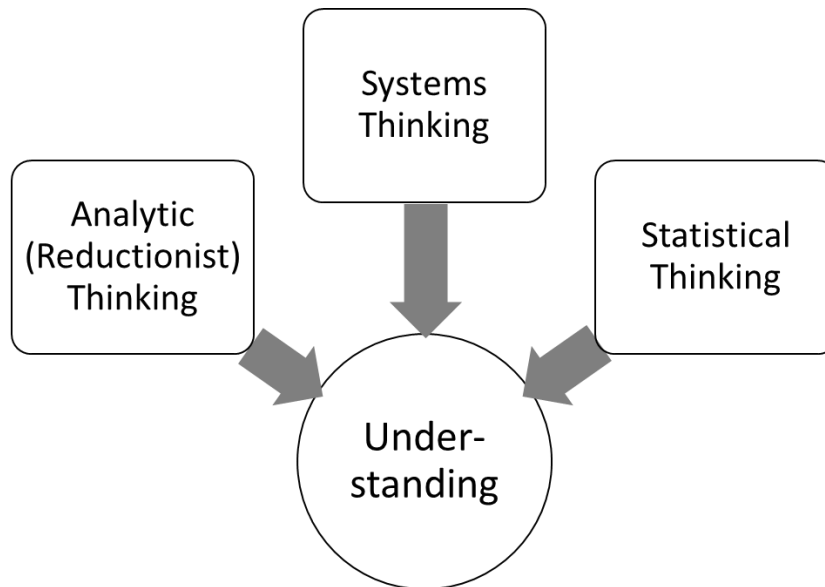 Systems
Thinking
Analytic
(Reductionist)
Thinking
Statistical
Thinking
Under-
standing